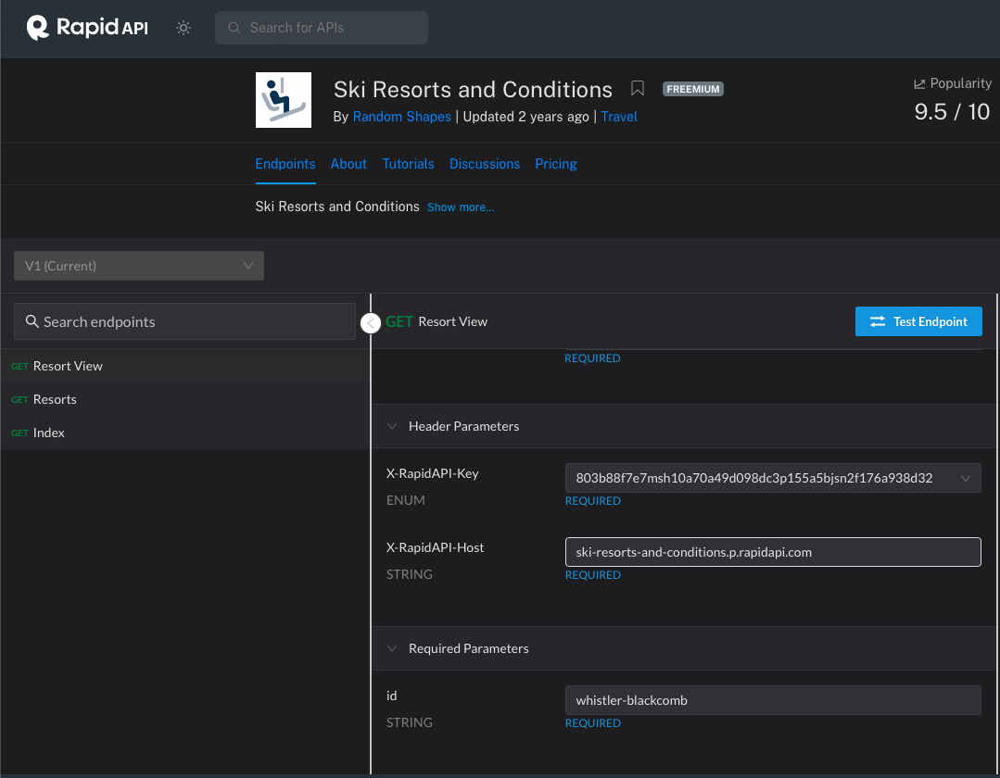 Rapid API
Search for APIs
Ski Resorts and Conditions
FREEMIUM
Popularity
By Random Shapes | Updated 2 years ago | Travel
9.5 / 10
Endpoints About Tutorials Discussions Pricing
Ski Resorts and Conditions Show more...
V1 (Current)
Search endpoints
GET Resort View
Test Endpoint
GET Resort View
GET Resorts
GET Index
REQUIRED
Header Parameters
X-RapidAPI-Key
803b88f7e7msh10a70a49d098dc3p155a5bjsn2f176a938d32
ENUM
REQUIRED
X-RapidAPI-Host
ski-resorts-and-conditions.p.rapidapi.com
STRING
REQUIRED
Required Parameters
id
whistler-blackcomb
STRING
REQUIRED